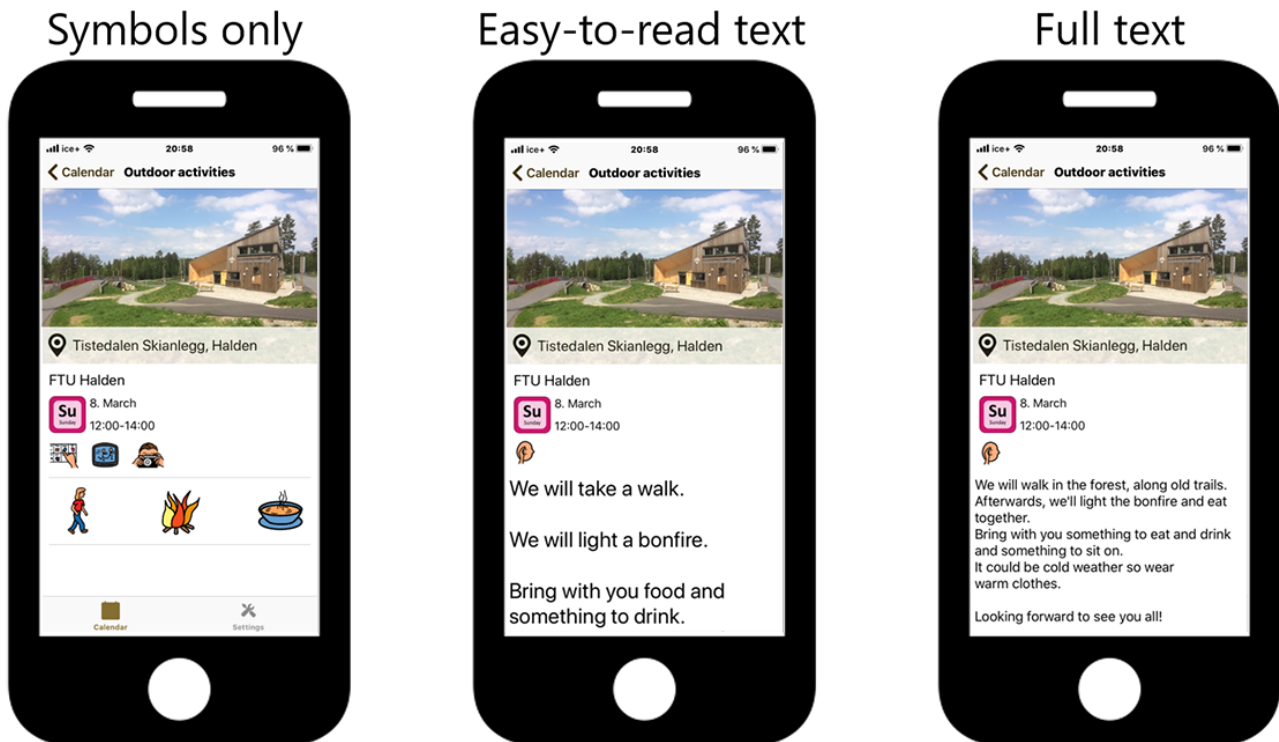 Symbols only
ice+ 20:58 96 %
Calendar Outdoor activities
Tistedalen Skianlegg, Halden
FTU Halden
Su
Sunday
8. March
12:00-14:00
Calendar
Settings
Easy-to-read text
ice+ 20:58 96 %
Calendar Outdoor activities
Tistedalen Skianlegg, Halden
FTU Halden
Su
Sunday
8. March
12:00-14:00
We will take a walk.
We will light a bonfire.
Bring with you food and
something to drink.
Full text
ice+ 20:58 96 %
Calendar Outdoor activities
Tistedalen Skianlegg, Halden
FTU Halden
Su
Sunday
8. March
12:00-14:00
We will walk in the forest, along old trails.
Afterwards, we'll light the bonfire and eat
together.
Bring with you something to eat and drink
and something to sit on.
It could be cold weather so wear
warm clothes.
Looking forward to see you all!